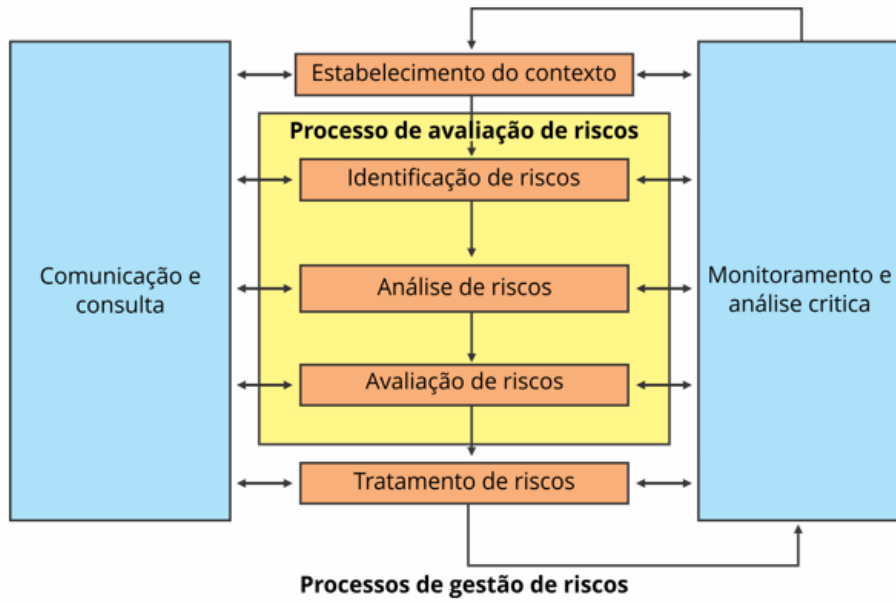 Estabelecimento do contexto
Processo de avaliação de riscos
Identificação de riscos
Comunicação e
consulta
Análise de riscos
Monitoramento e
análise critica
Avaliação de riscos
Tratamento de riscos
Processos de gestão de riscos